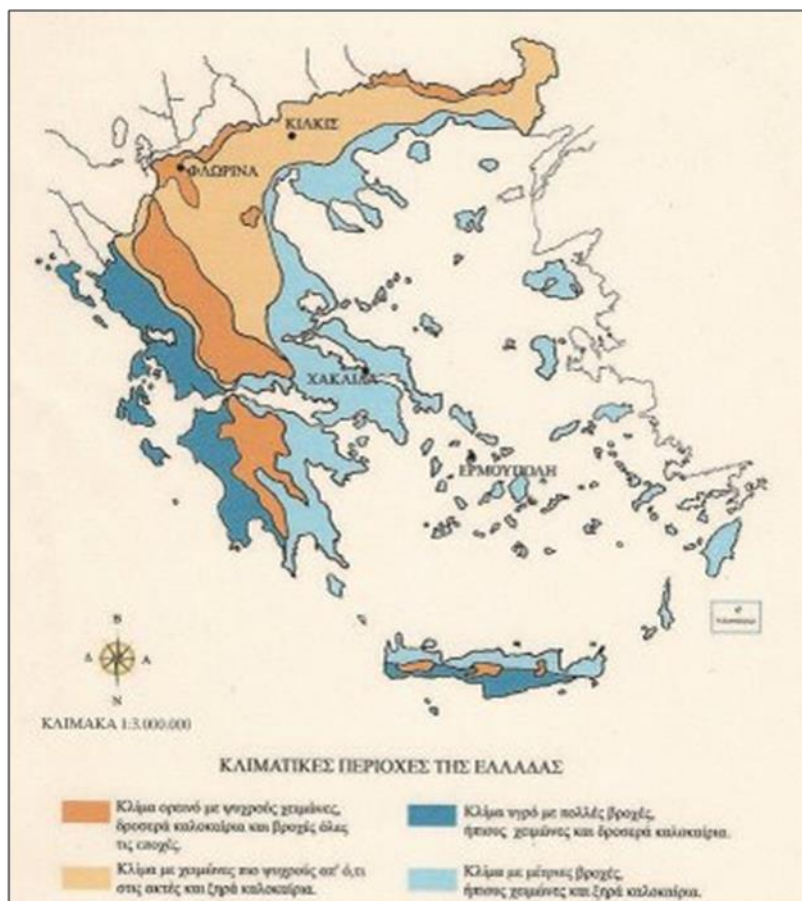 ΚΙΛΚΙΣ
ΦΛΩΡΙΝΑ
ΧΑΛΚΙΔΑ
ΕΡΜΟΥΠΟΛΗ
Β
Δ Α
Ν
ΚΛΙΜΑΚΑ 1:3.000.000
ΚΛΙΜΑΤΙΚΕΣ ΠΕΡΙΟΧΕΣ ΤΗΣ ΕΛΛΑΔΑΣ
Κλίμα ορεινό με ψυχρούς χειμώνες,
δροσερά καλοκαίρια και βροχές όλες
τις εποχές.
Κλίμα με χειμώνες πιο ψυχρούς απ' ό,τι
στις ακτές και ξηρά καλοκαίρια.
Κλίμα υγρό με πολλές βροχές,
ήπιους χειμώνες και δροσερά καλοκαίρια.
Κλίμα με μέτριες βροχές,
ήπιους χειμώνες και ξηρά καλοκαίρια.